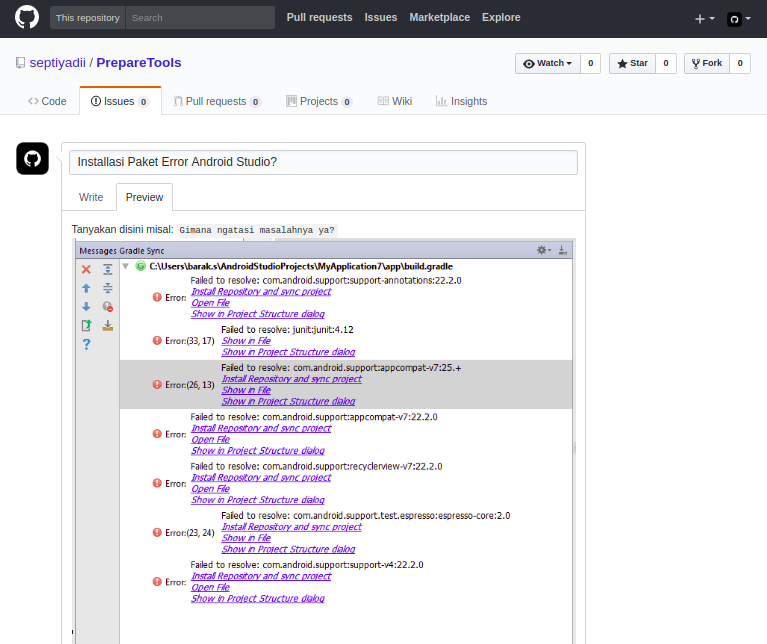 This repository Search Pull requests Issues Marketplace Explore
septiyadii / PrepareTools
Watch 0 Star 0 Fork 0
Code Issues 0 Pull requests 0 Projects 0 Wiki Insights
Installasi Paket Error Android Studio?
Write Preview
Tanyakan disini misal: Gimana ngatasi masalahnya ya?
Messages Gradle Sync
C:\Users\barak.s\AndroidStudioProjects\MyApplication7\app\build.gradle
Failed to resolve: com.android.support:support-annotations:22.2.0
Error: Install Repository and sync project
Open File
Show in Project Structure dialog
Failed to resolve: junit:junit:4.12
Error:(33, 17) Show in File
Show in Project Structure dialog
Failed to resolve: com.android.support:appcompat-v7:25.+
Install Repository and sync project
Error:(26, 13) Show in File
Show in Project Structure dialog
Failed to resolve: com.android.support:appcompat-v7:22.2.0
Error: Install Repository and sync project
Open File
Show in Project Structure dialog
Failed to resolve: com.android.support:recyclerview-v7:22.2.0
Error: Install Repository and sync project
Open File
Show in Project Structure dialog
Failed to resolve: com.android.support.test.espresso:espresso-core:2.0
Install Repository and sync project
Error:(23, 24) Show in File
Show in Project Structure dialog
Failed to resolve: com.android.support:support-v4:22.2.0
Error: Install Repository and sync project
Open File
Show in Project Structure dialog